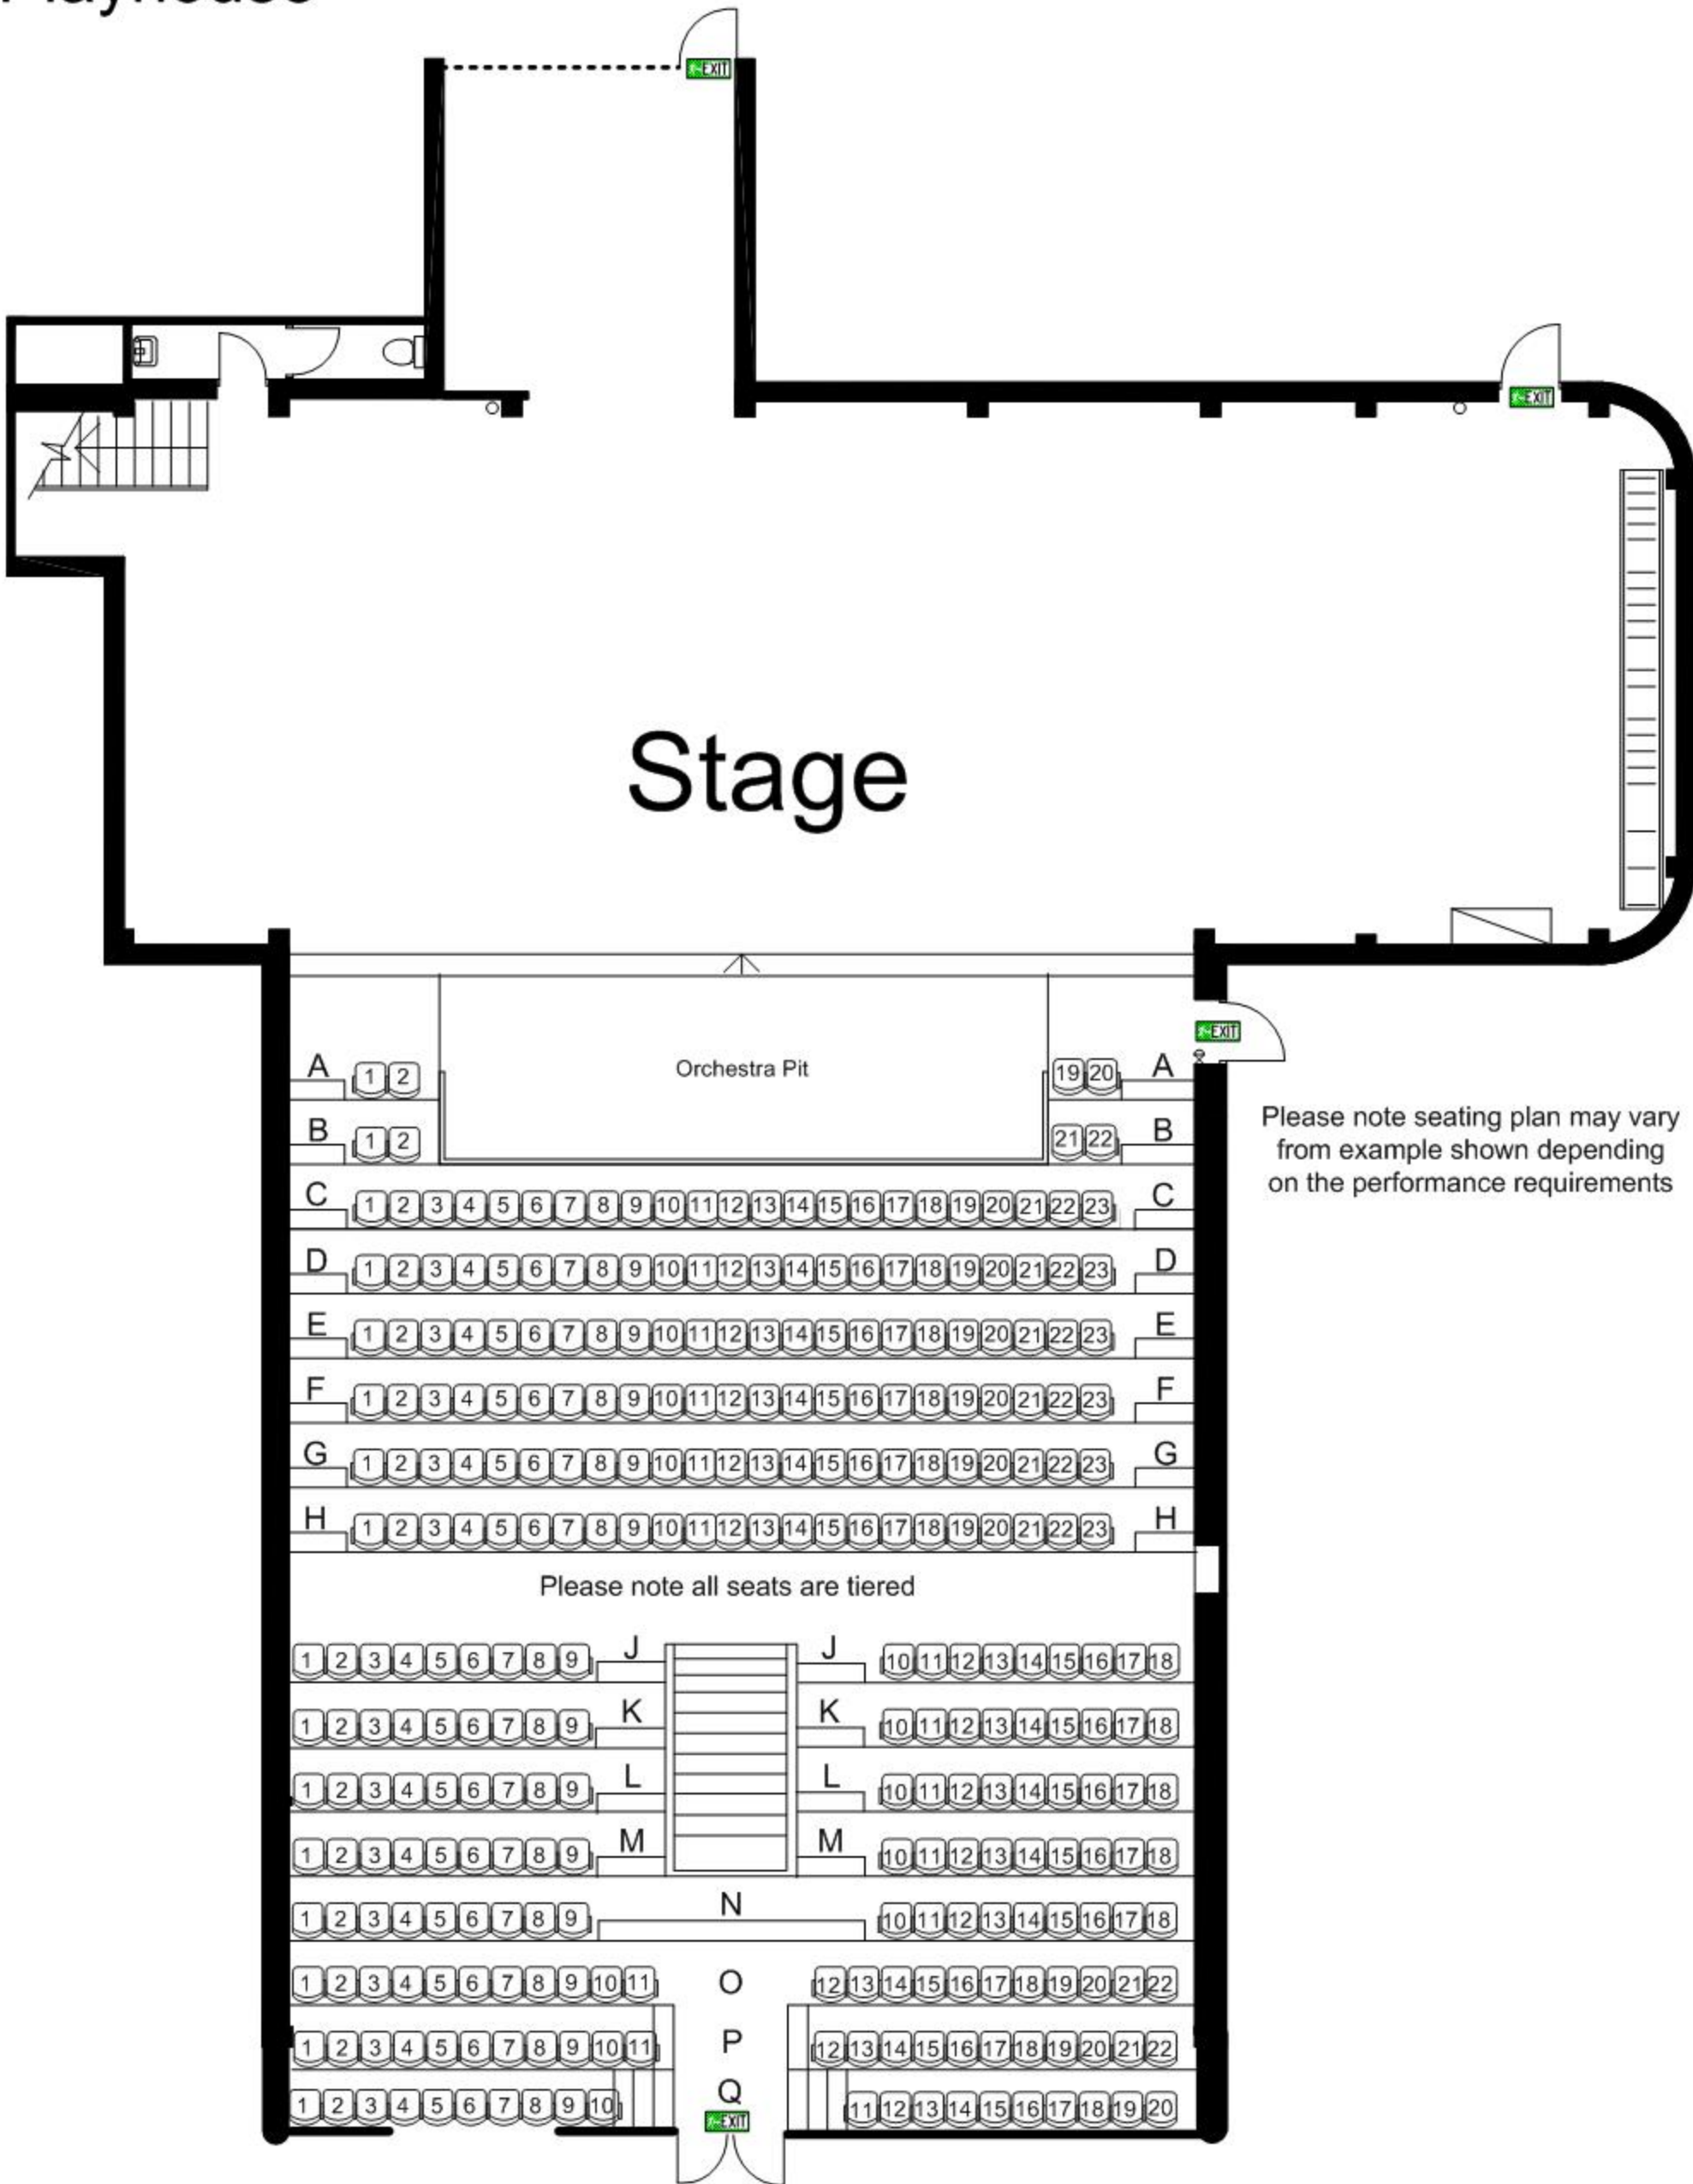 EXIT
EXIT
Stage
EXIT
Orchestra Pit
A 1 2 19 20 A
Please note seating plan may vary
from example shown depending
on the performance requirements
B 1 2 21 22 B
C 1 2 3 4 5 6 7 8 9 10 11 12 13 14 15 16 17 18 19 20 21 22 23 C
D 1 2 3 4 5 6 7 8 9 10 11 12 13 14 15 16 17 18 19 20 21 22 23 D
E 1 2 3 4 5 6 7 8 9 10 11 12 13 14 15 16 17 18 19 20 21 22 23 E
F 1 2 3 4 5 6 7 8 9 10 11 12 13 14 15 16 17 18 19 20 21 22 23 F
G 1 2 3 4 5 6 7 8 9 10 11 12 13 14 15 16 17 18 19 20 21 22 23 G
H 1 2 3 4 5 6 7 8 9 10 11 12 13 14 15 16 17 18 19 20 21 22 23 H
Please note all seats are tiered
1 2 3 4 5 6 7 8 9 J J 10 11 12 13 14 15 16 17 18
1 2 3 4 5 6 7 8 9 K K 10 11 12 13 14 15 16 17 18
1 2 3 4 5 6 7 8 9 L L 10 11 12 13 14 15 16 17 18
1 2 3 4 5 6 7 8 9 M M 10 11 12 13 14 15 16 17 18
1 2 3 4 5 6 7 8 9 N 10 11 12 13 14 15 16 17 18
1 2 3 4 5 6 7 8 9 10 11 O 12 13 14 15 16 17 18 19 20 21 22
1 2 3 4 5 6 7 8 9 10 11 P 12 13 14 15 16 17 18 19 20 21 22
1 2 3 4 5 6 7 8 9 10 Q 11 12 13 14 15 16 17 18 19 20
EXIT